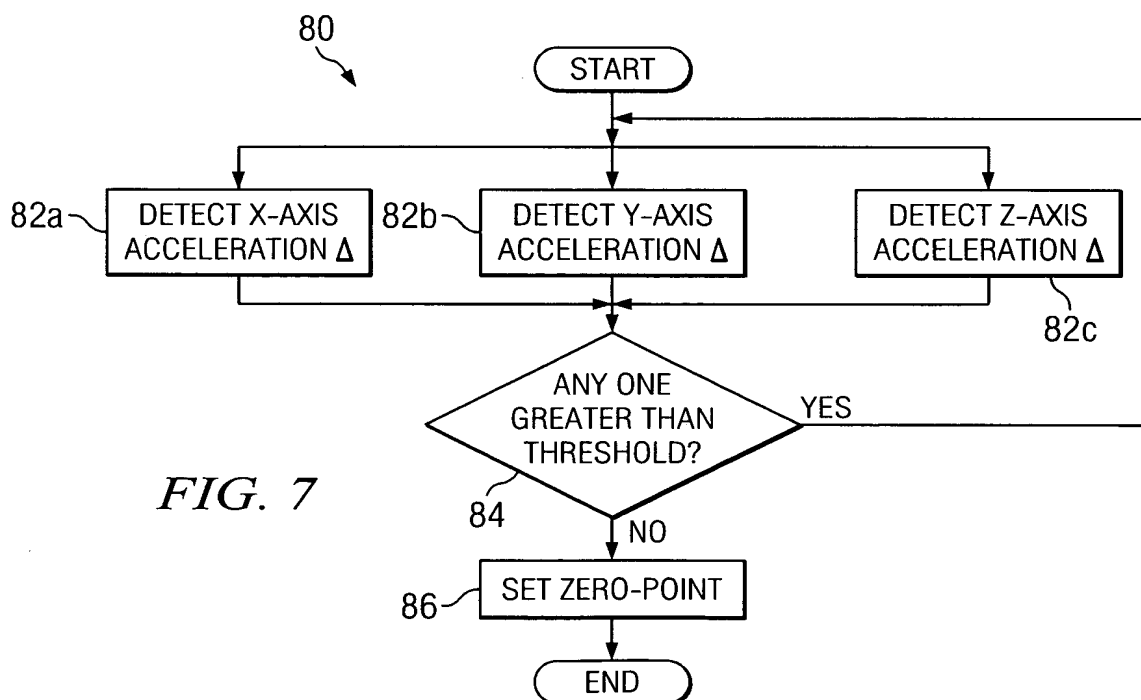 80
START
82a
DETECT X-AXIS
ACCELERATION Δ
82b
DETECT Y-AXIS
ACCELERATION Δ
DETECT Z-AXIS
ACCELERATION Δ
82c
ANY ONE
GREATER THAN
THRESHOLD?
YES
84
FIG. 7
NO
86
SET ZERO-POINT
END